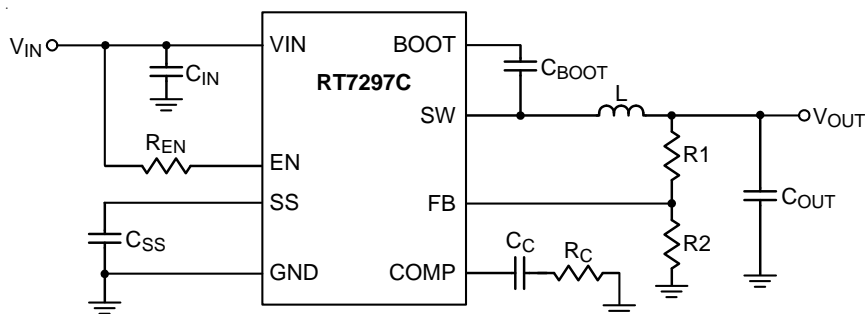 VIN
VIN
BOOT
CIN
CBOOT
RT7297C
L
SW
VOUT
REN
R1
EN
SS
FB
COUT
CSS
CC
RC
R2
GND
COMP